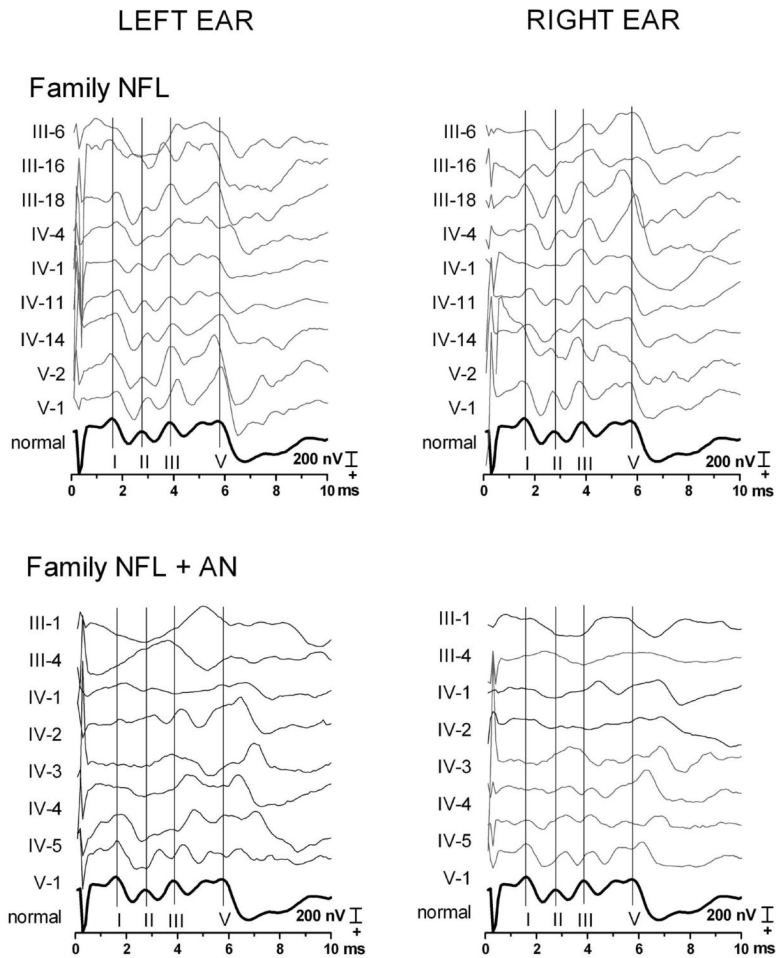 LEFT EAR RIGHT EAR
Family NFL
III-6 III-6
III-16 III-16
III-18 III-18
IV-4 IV-4
IV-1 IV-1
IV-11 IV-11
IV-14 IV-14
V-2 V-2
V-1 V-1
normal normal
I II III V 200 nV + I II III V 200 nV +
0 2 4 6 8 10 ms 0 2 4 6 8 10 ms
Family NFL + AN
III-1 III-1
III-4 III-4
IV-1 IV-1
IV-2 IV-2
IV-3 IV-3
IV-4 IV-4
IV-5 IV-5
V-1 V-1
normal normal
I II III V 200 nV + I II III V 200 nV +
0 2 4 6 8 10 ms 0 2 4 6 8 10 ms